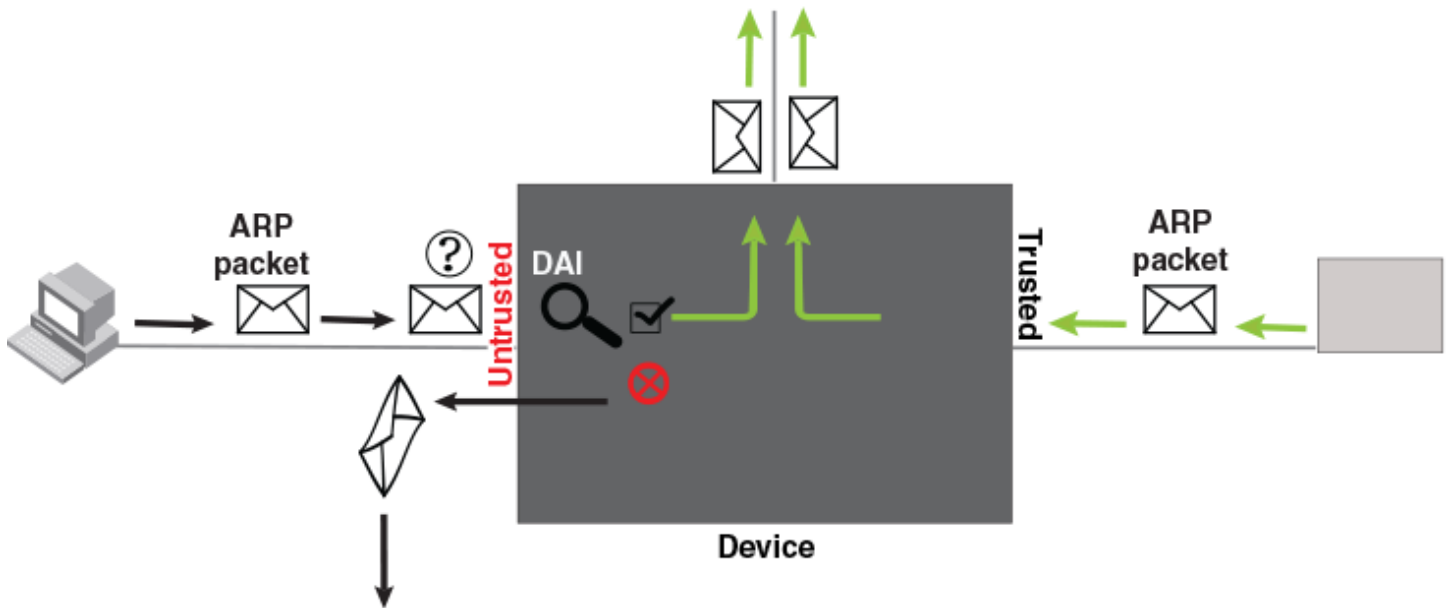 ARP
packet
?
Untrusted
DAI
Trusted
ARP
packet
Device